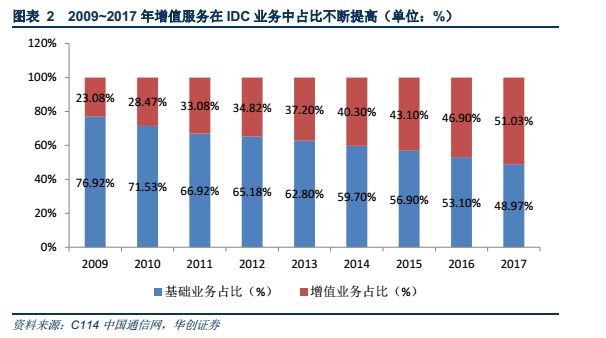 图表 2 2009~2017 年增值服务在 IDC 业务中占比不断提高（单位：%）
120%
100%
80%
60%
40%
20%
0%
23.08% 28.47% 33.08% 34.82% 37.20% 40.30% 43.10% 46.90% 51.03%
76.92% 71.53% 66.92% 65.18% 62.80% 59.70% 56.90% 53.10% 48.97%
2009 2010 2011 2012 2013 2014 2015 2016 2017
基础业务占比（%） 增值业务占比（%）
资料来源：C114 中国通信网，华创证券